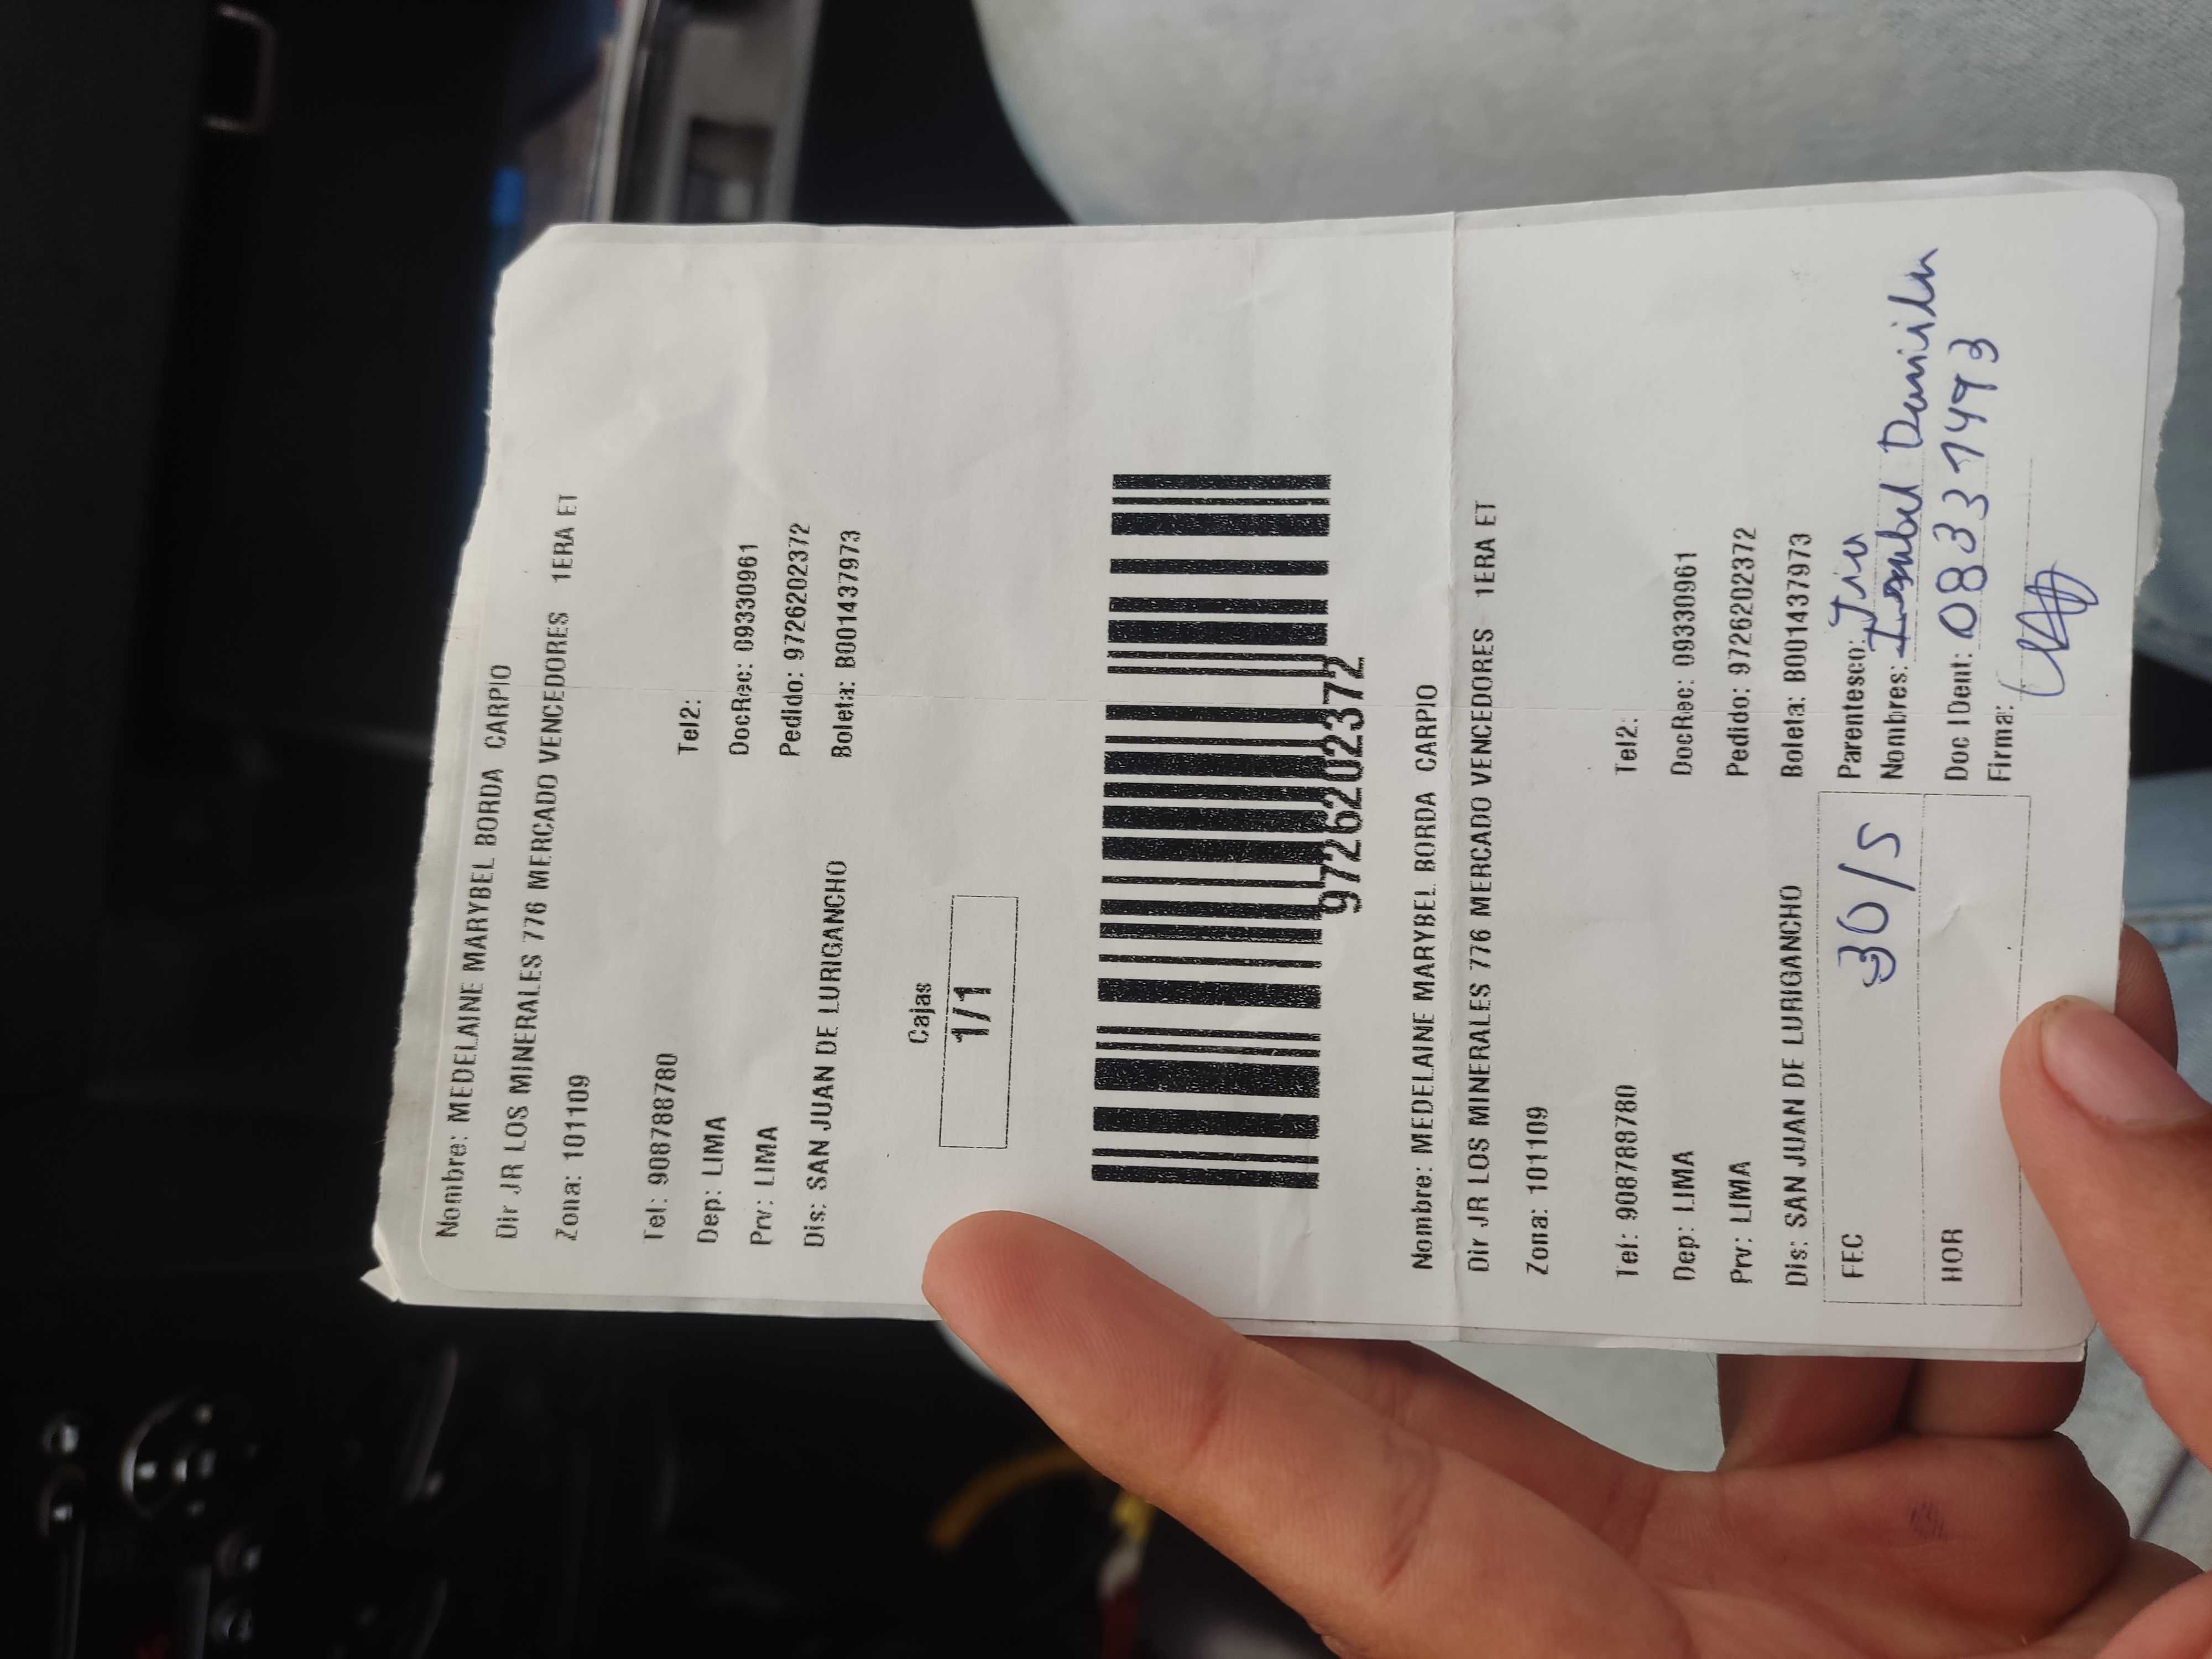 Nombre: MEDELAINE MARYBEL BORDA CARPIO
Dir JR LOS MINERALES 776 MERCADO VENCEDORES 1ERA ET
Zona: 101109
Tel: 908788780 Tel2:
Dep: LIMA DocRec: 09330961
Prv: LIMA Pedido: 9726202372
Dis: SAN JUAN DE LURIGANCHO Boleta: B001437973
Cajas
1/1
9726202372
Nombre: MEDELAINE MARYBEL BORDA CARPIO
Dir JR LOS MINERALES 776 MERCADO VENCEDORES 1ERA ET
Zona: 101109
Tel: 908788780 Tel2:
Dep: LIMA DocRec: 09330961
Prv: LIMA Pedido: 9726202372
Dis: SAN JUAN DE LURIGANCHO Boleta: B001437973
FEC 30/5 Parentesco: Tia
Nombres: Isabel
HOR Doc IDent: 08331493
Firma: